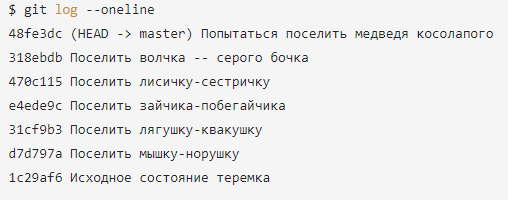 $ git log --oneline
48fe3dc (HEAD -> master) Попытаться поселить медведя косолапого
318ebdb Поселить волчка -- серого бочка
470c115 Поселить лисичку-сестричку
e4ede9c Поселить зайчика-побегайчика
31cf9b3 Поселить лягушку-квакушку
d7d797a Поселить мышку-норушку
1c29af6 Исходное состояние теремка